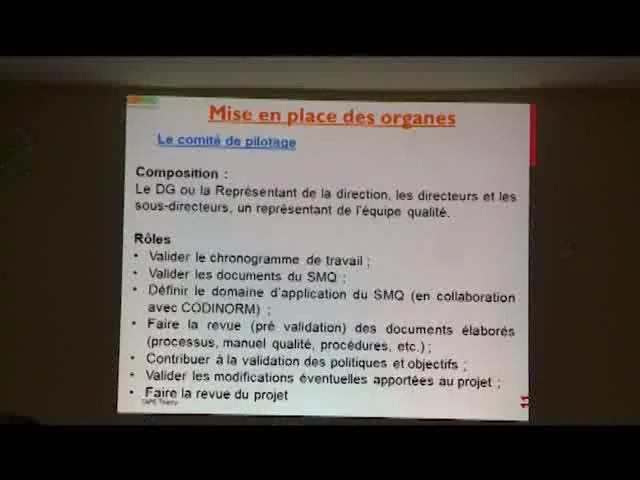 Mise en place des organes
Le comité de pilotage
Composition :
Le DG ou la Représentant de la direction, les directeurs et les
sous-directeurs, un représentant de l'équipe qualité.
Rôles
• Valider le chronogramme de travail ;
• Valider les documents du SMQ ;
• Définir le domaine d'application du SMQ (en collaboration
avec CODINORM) ;
• Faire la revue (pré validation) des documents élaborés
(processus, manuel qualité, procédures, etc.) ;
• Contribuer à la validation des politiques et objectifs ;
• Valider les modifications éventuelles apportées au projet ;
• Faire la revue du projet
TAPE Thierry
11